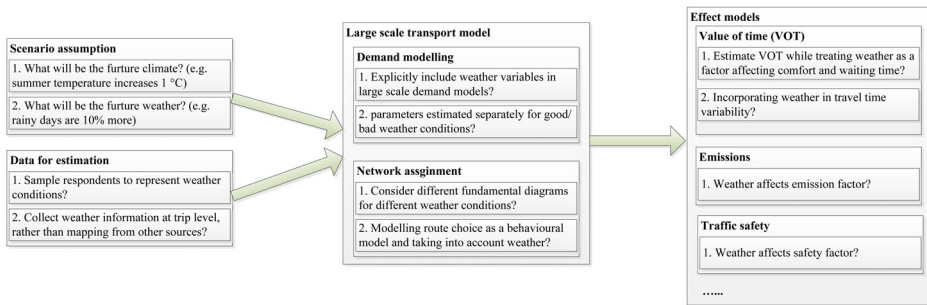 Scenario assumption
1. What will be the furture climate? (e.g.
summer temperature increases 1 °C)
2. What will be the furture weather? (e.g.
rainy days are 10% more)
Data for estimation
1. Sample respondents to represent weather
conditions?
2. Collect weather information at trip level,
rather than mapping from other sources?
Large scale transport model
Demand modelling
1. Explicitly include weather variables in
large scale demand models?
2. parameters estimated separately for good/
bad weather conditions?
Network assginment
1. Consider different fundamental diagrams
for different weather conditions?
2. Modelling route choice as a behavioural
model and taking into account weather?
Effect models
Value of time (VOT)
1. Estimate VOT while treating weather as a
factor affecting comfort and waiting time?
2. Incorporating weather in travel time
variability?
Emissions
1. Weather affects emission factor?
Traffic safety
1. Weather affects safety factor?
…...